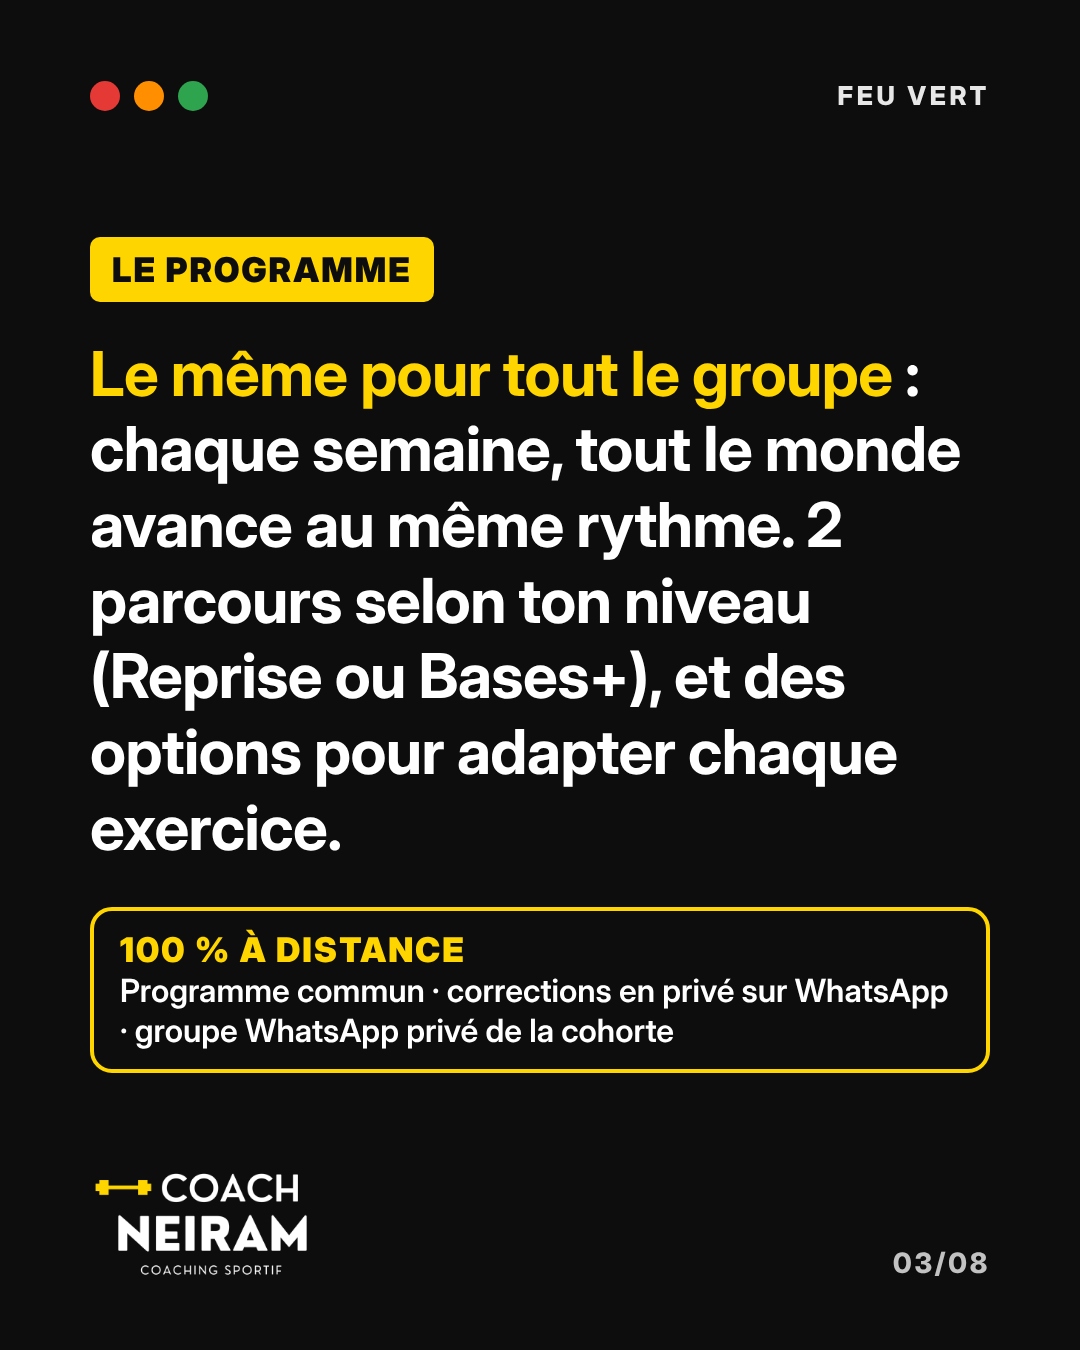 FEU VERT
LE PROGRAMME
Le même pour tout le groupe :
chaque semaine, tout le monde
avance au même rythme. 2
parcours selon ton niveau
(Reprise ou Bases+), et des
options pour adapter chaque
exercice.
100 % À DISTANCE
Programme commun · corrections en privé sur WhatsApp
· groupe WhatsApp privé de la cohorte
COACH
NEIRAM
COACHING SPORTIF
03/08